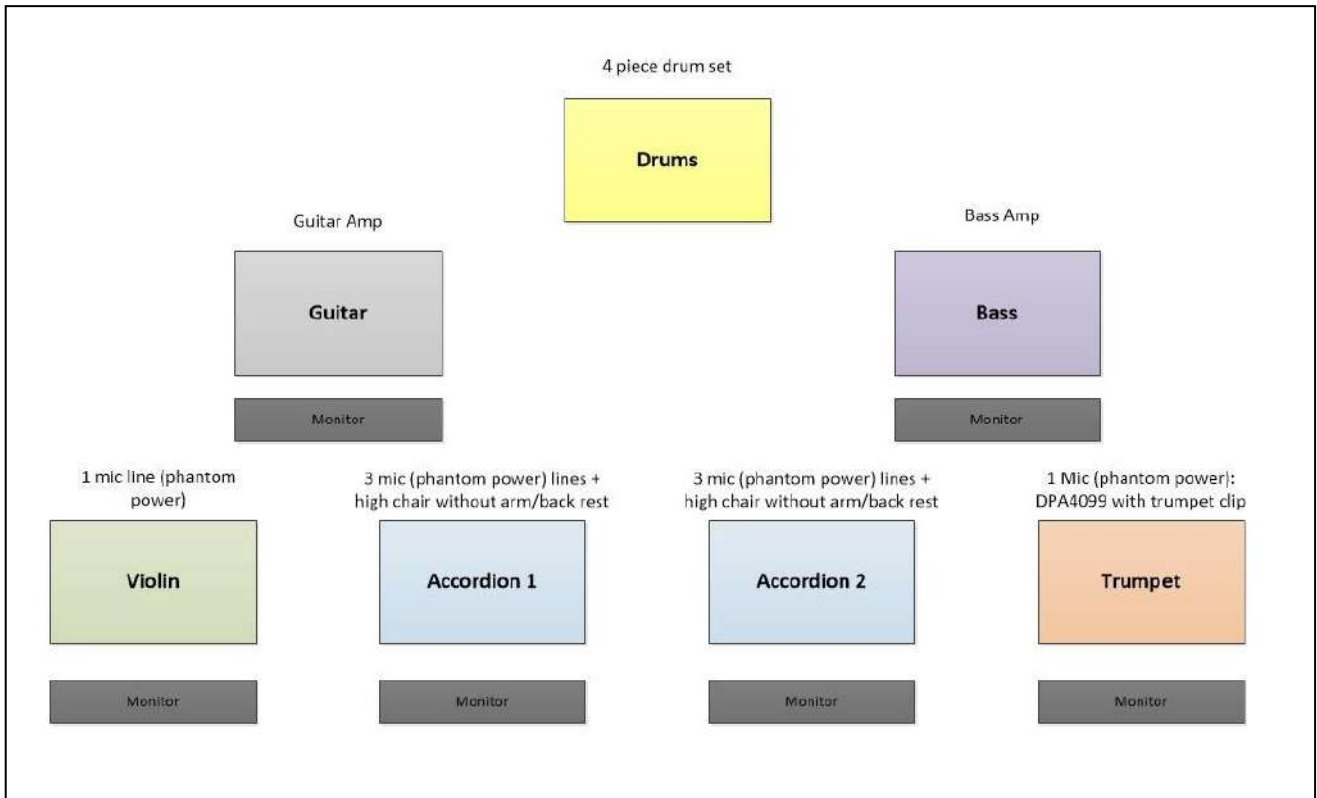 4 piece drum set
Drums
Guitar Amp
Bass Amp
Guitar
Bass
Monitor
Monitor
1 mic line (phantom
power)
3 mic (phantom power) lines +
high chair without arm/back rest
3 mic (phantom power) lines +
high chair without arm/back rest
1 Mic (phantom power):
DPA4099 with trumpet clip
Violin
Accordion 1
Accordion 2
Trumpet
Monitor
Monitor
Monitor
Monitor